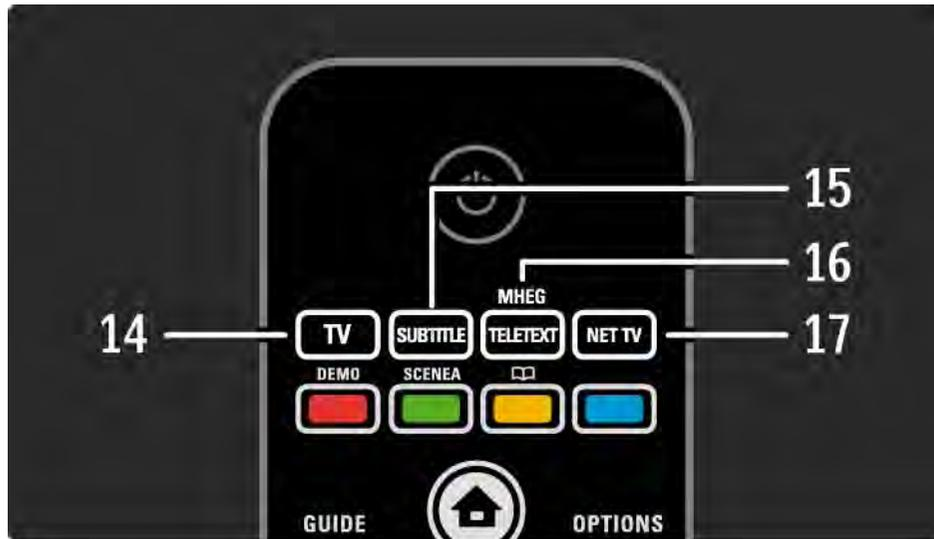 15
16
MHEG
14 TV SUBTITLE TELETEXT NET TV 17
DEMO SCENEA
GUIDE OPTIONS